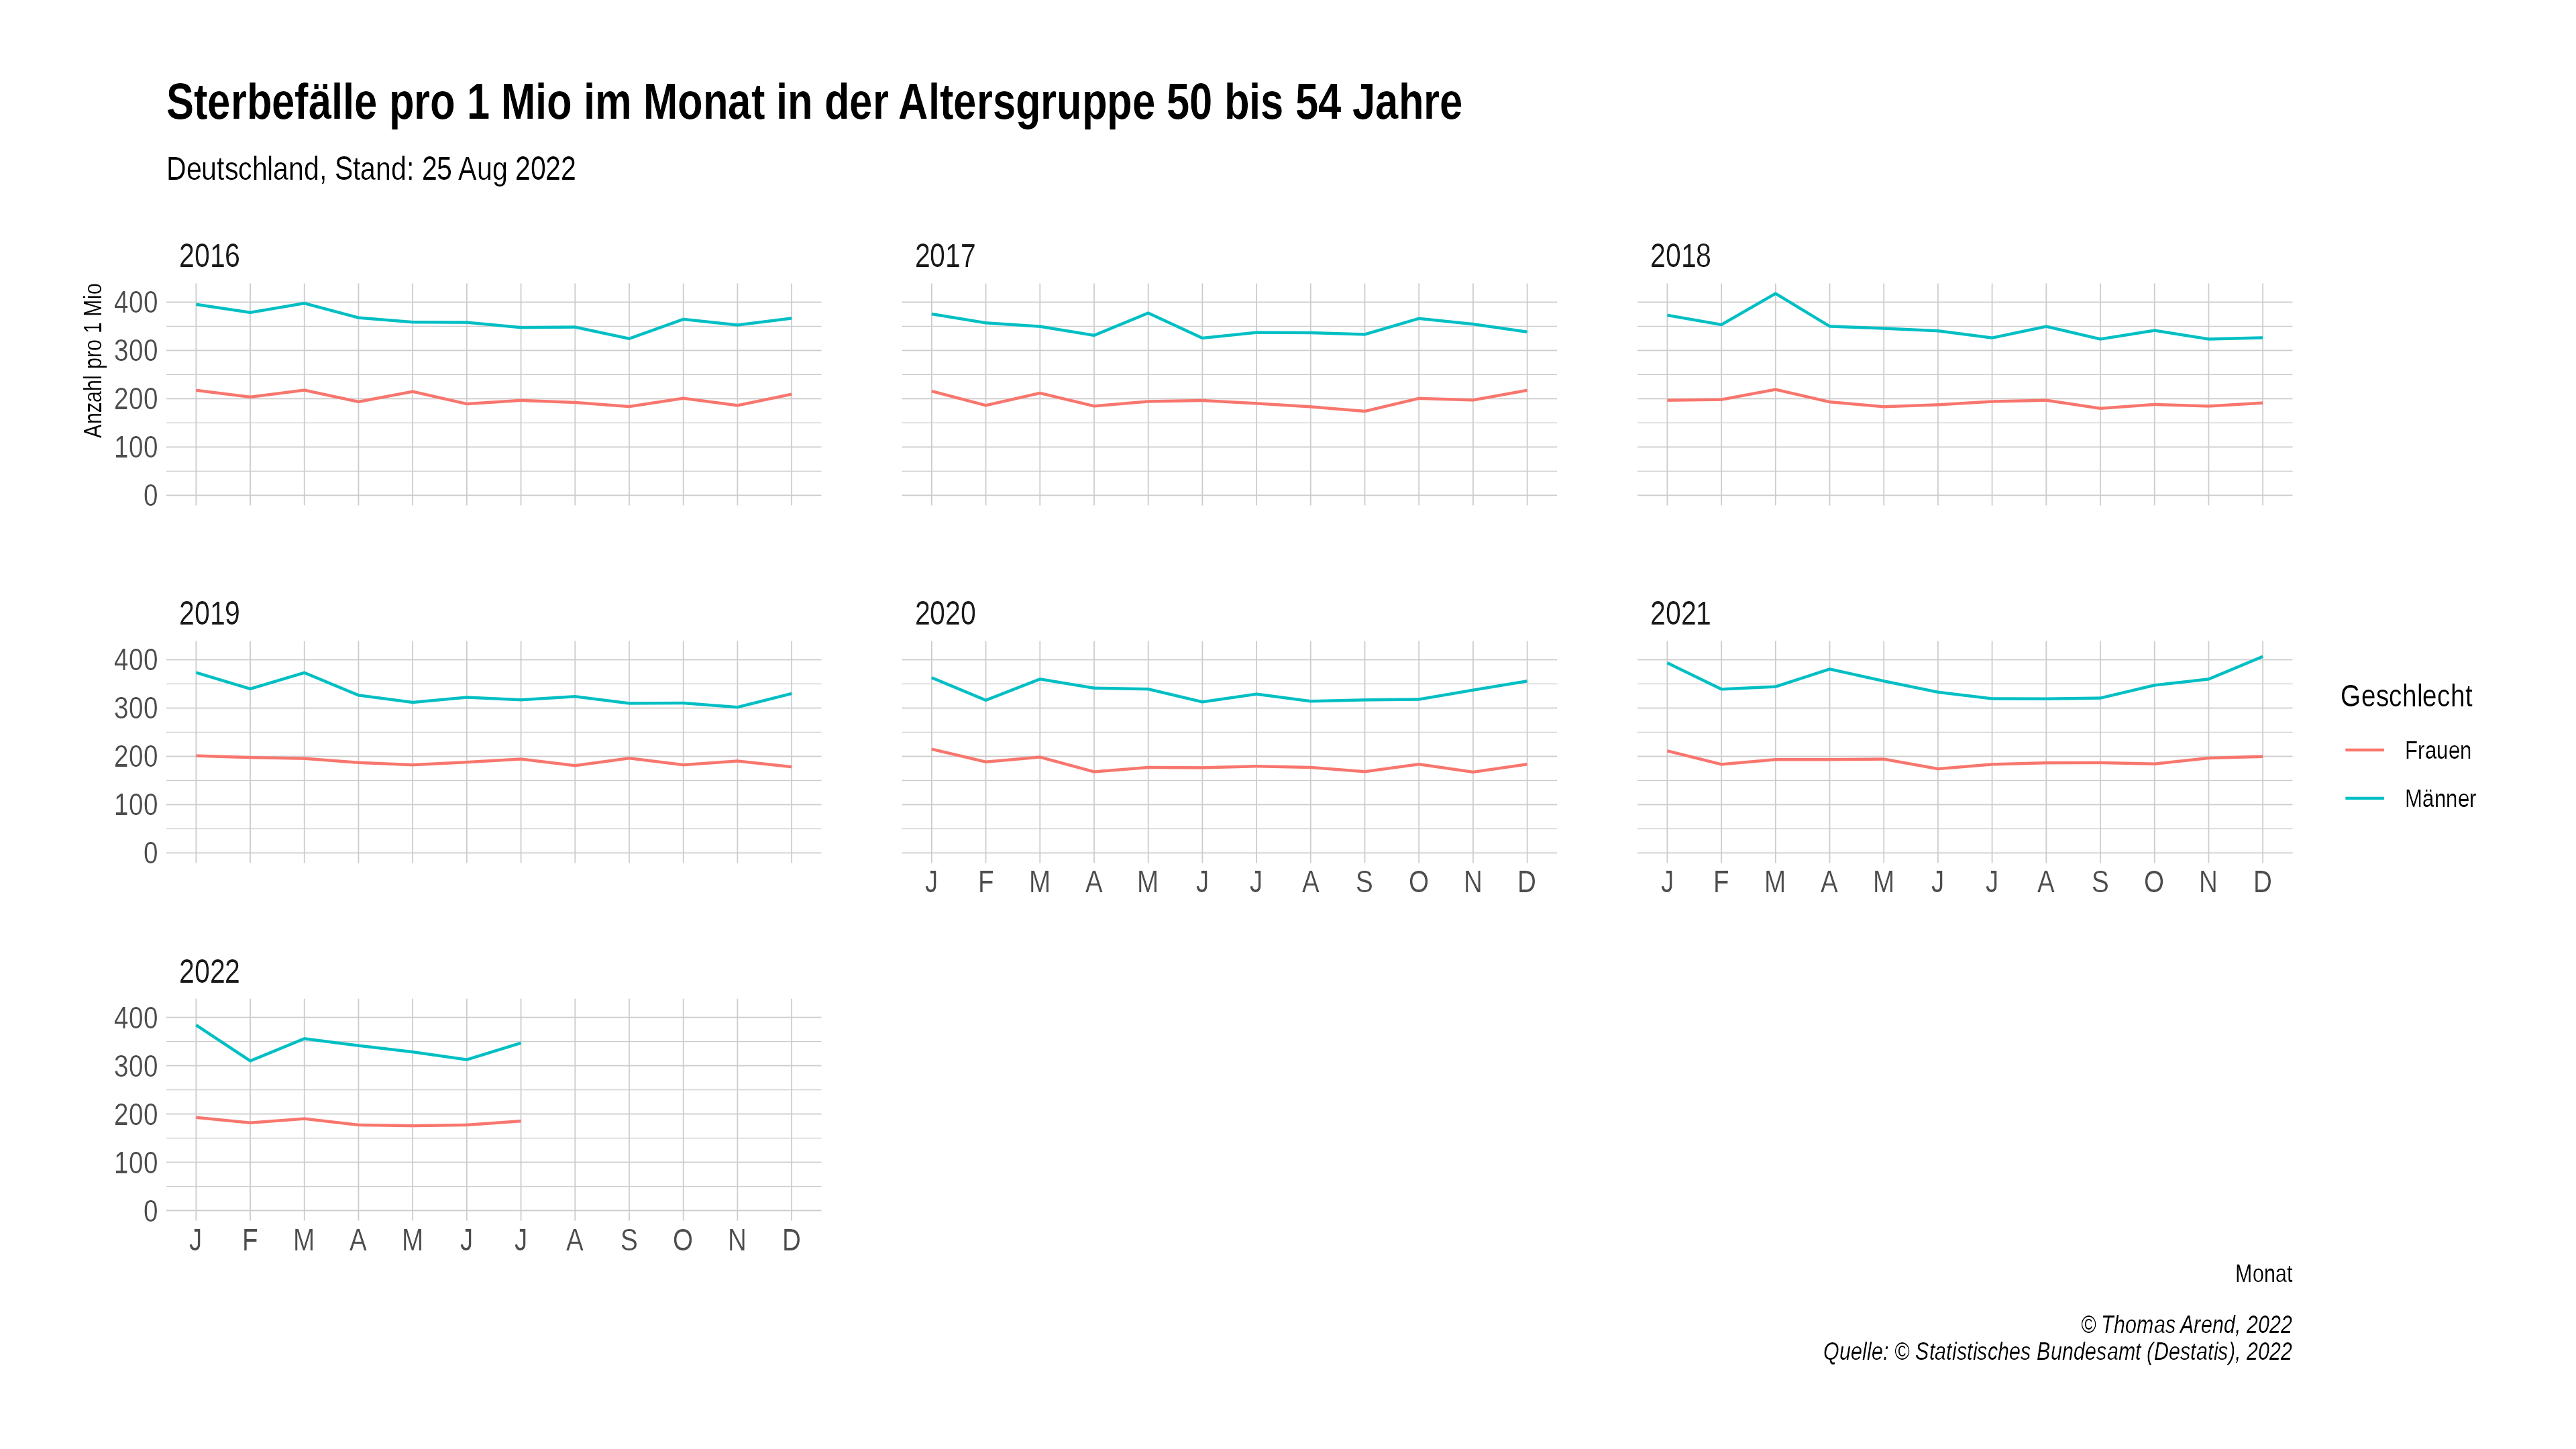 Sterbefälle pro 1 Mio im Monat in der Altersgruppe 50 bis 54 Jahre
Deutschland, Stand: 25 Aug 2022
2016
2017
2018
Anzahl pro 1 Mio
400
300
200
100
0
2019
2020
2021
400
300
200
100
0
J F M A M J J A S O N D
J F M A M J J A S O N D
Geschlecht
Frauen
Männer
2022
400
300
200
100
0
J F M A M J J A S O N D
Monat
© Thomas Arend, 2022
Quelle: © Statistisches Bundesamt (Destatis), 2022